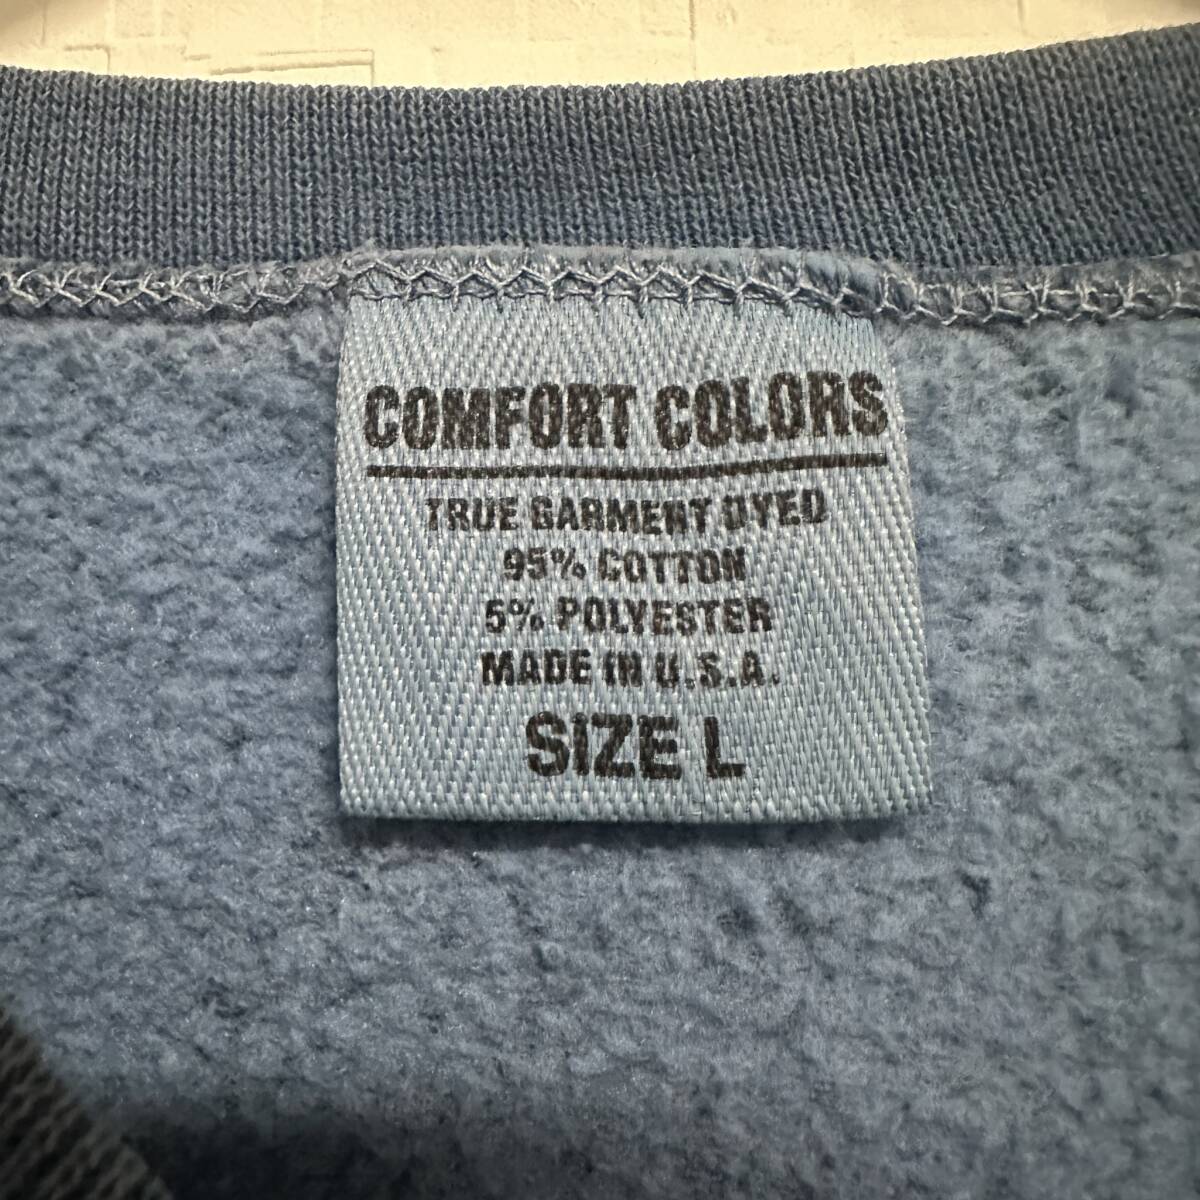 COMFORT COLORS
TRUE GARMENT DYED
95% COTTON
5% POLYESTER
MADE IN U.S.A.
SIZE L